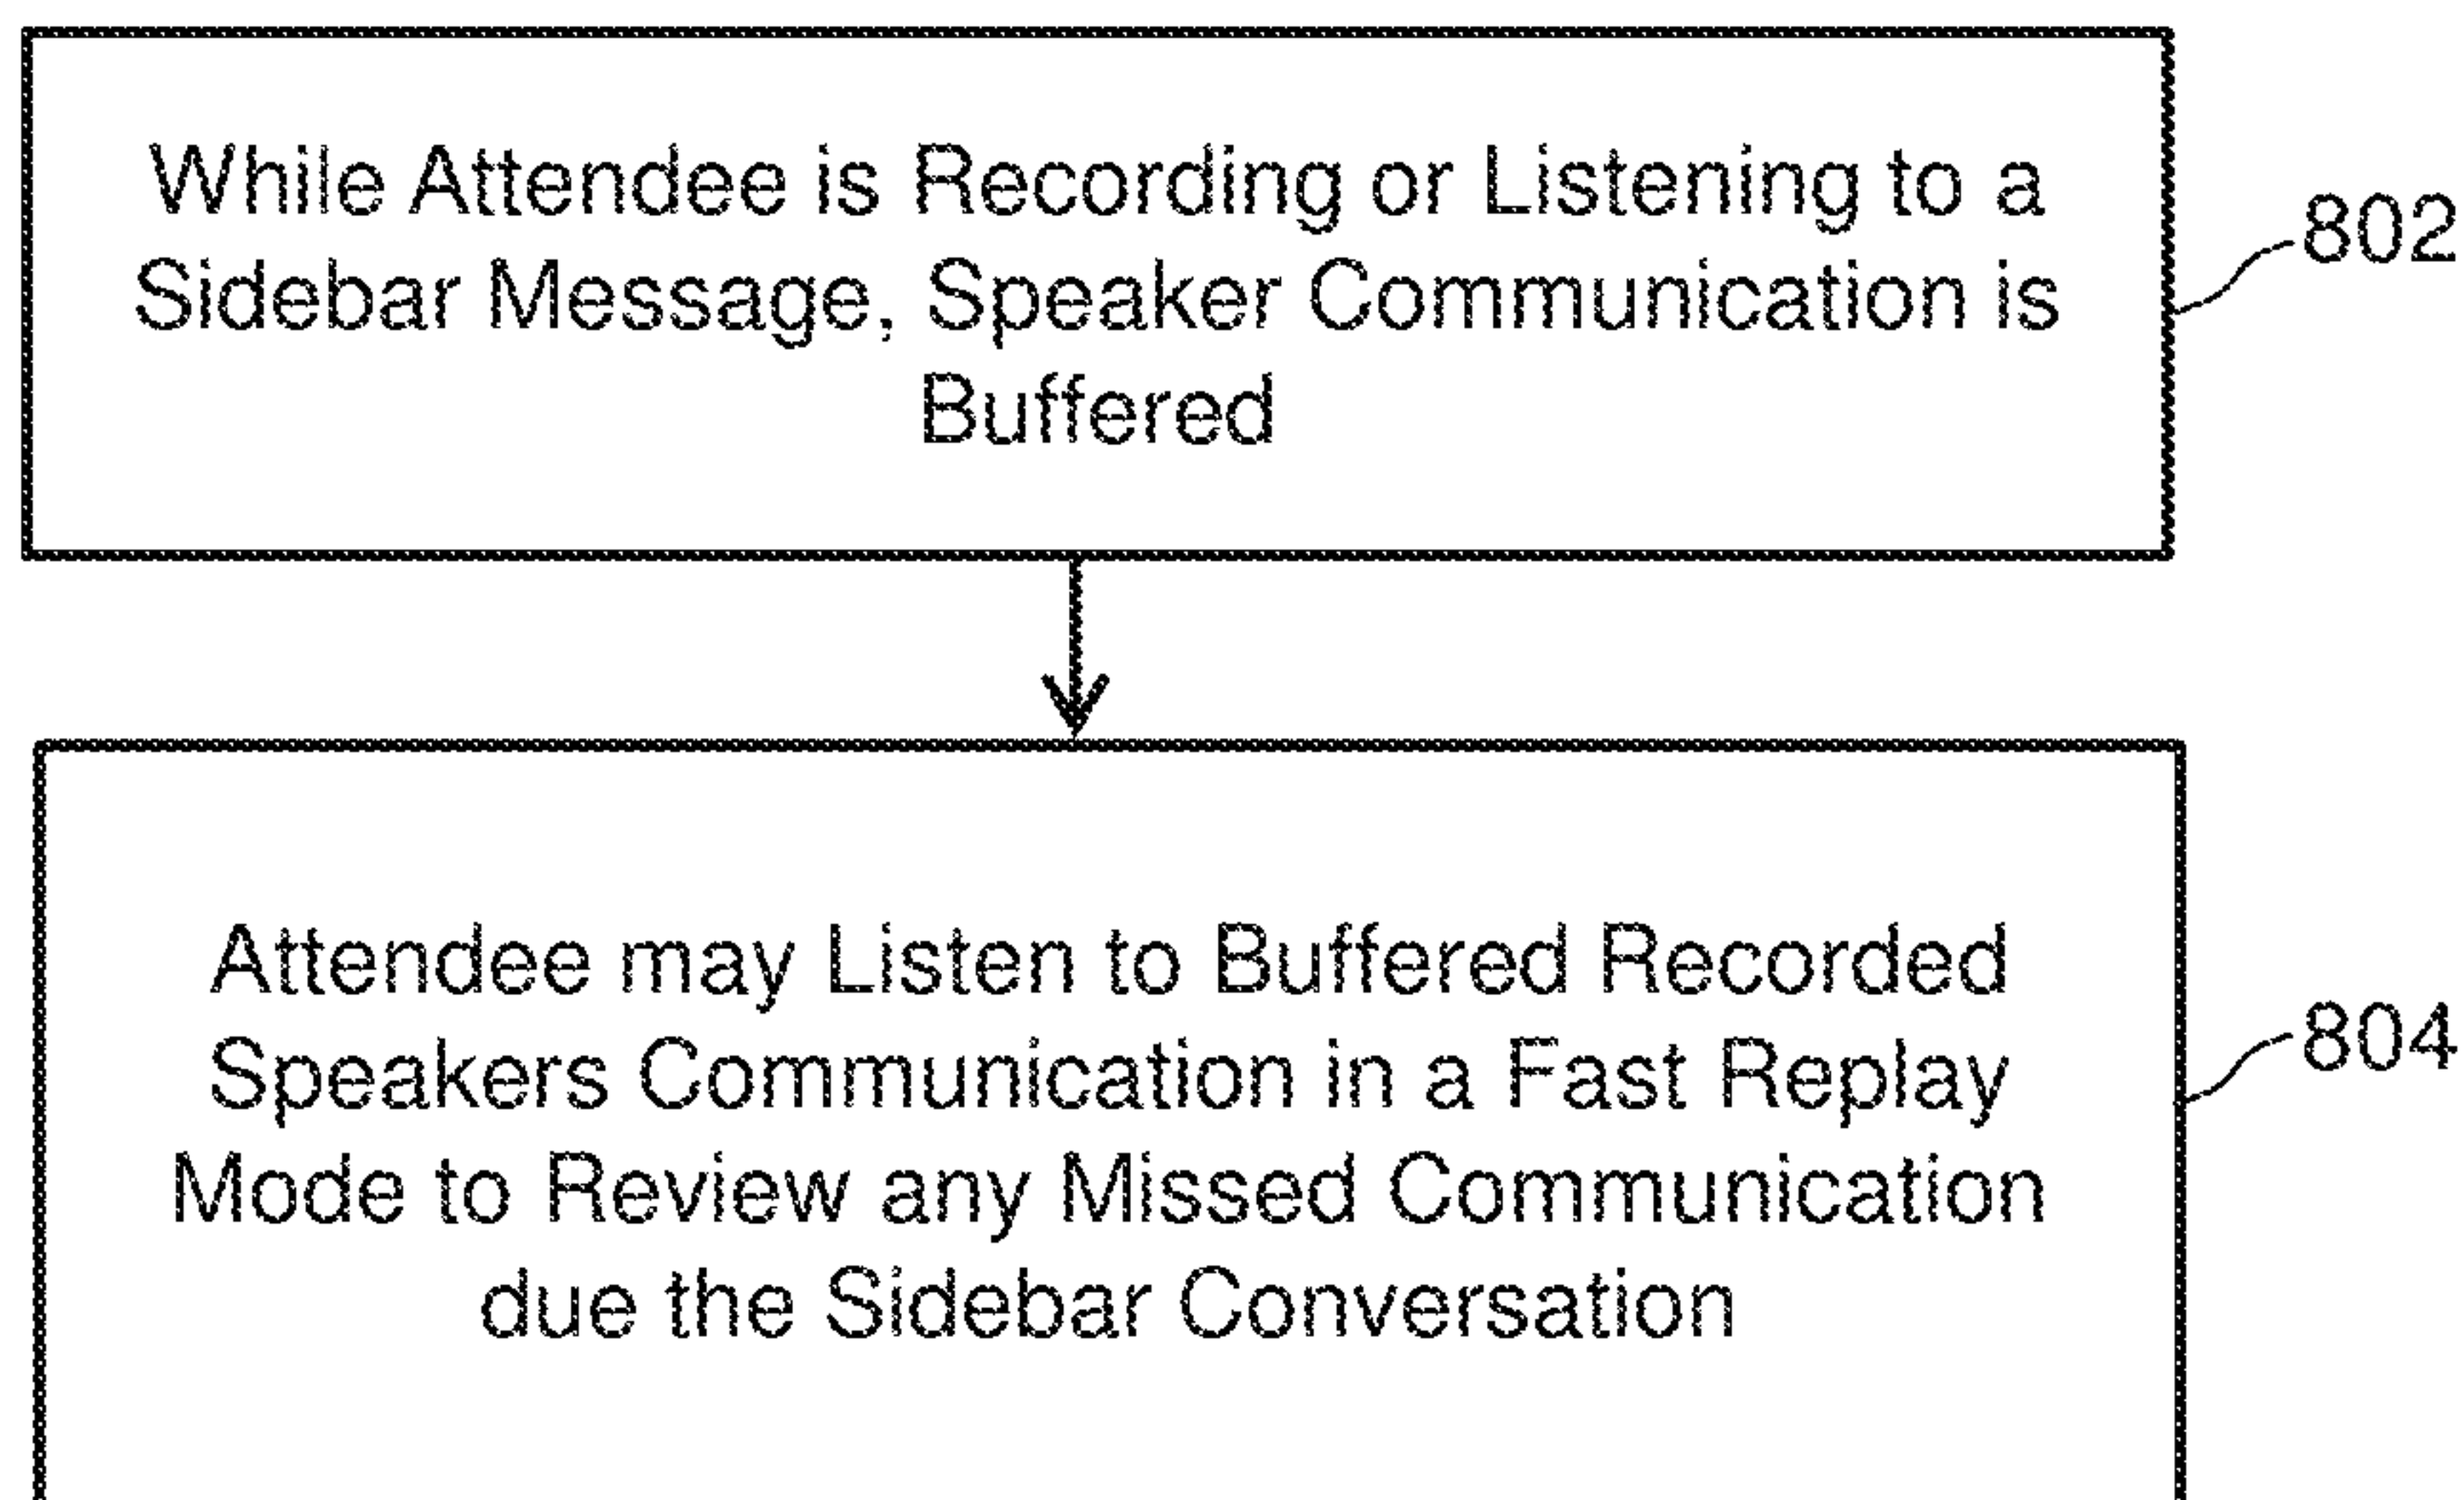 While Attendee is Recording or Listening to a
Sidebar Message, Speaker Communication is
Buffered
802
Attendee may Listen to Buffered Recorded
Speakers Communication in a Fast Replay
Mode to Review any Missed Communication
due the Sidebar Conversation
804